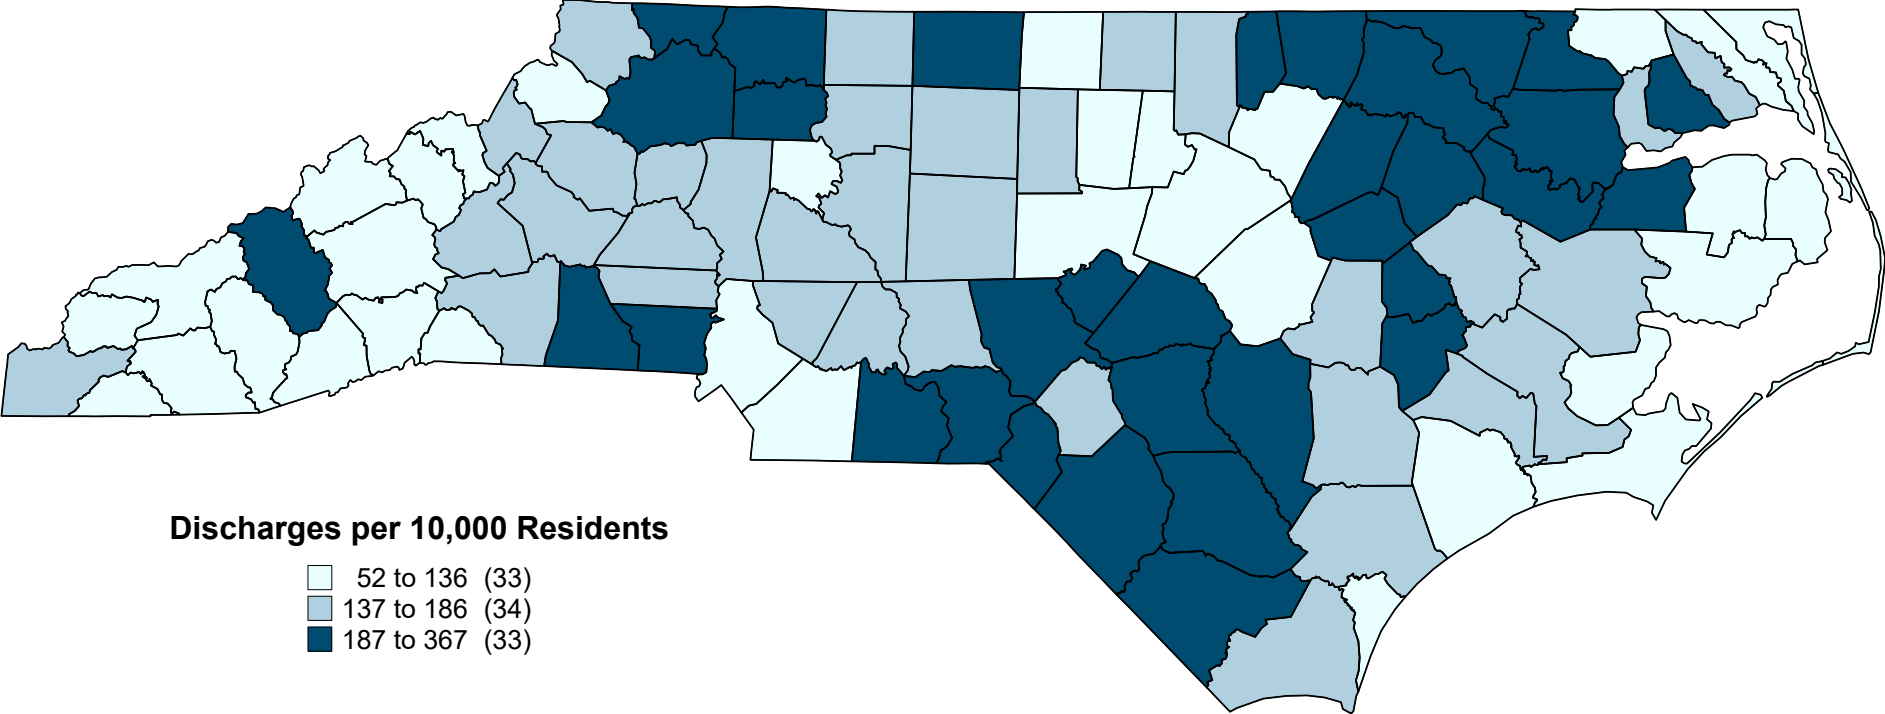 Discharges per 10,000 Residents
52 to 136 (33)
137 to 186 (34)
187 to 367 (33)